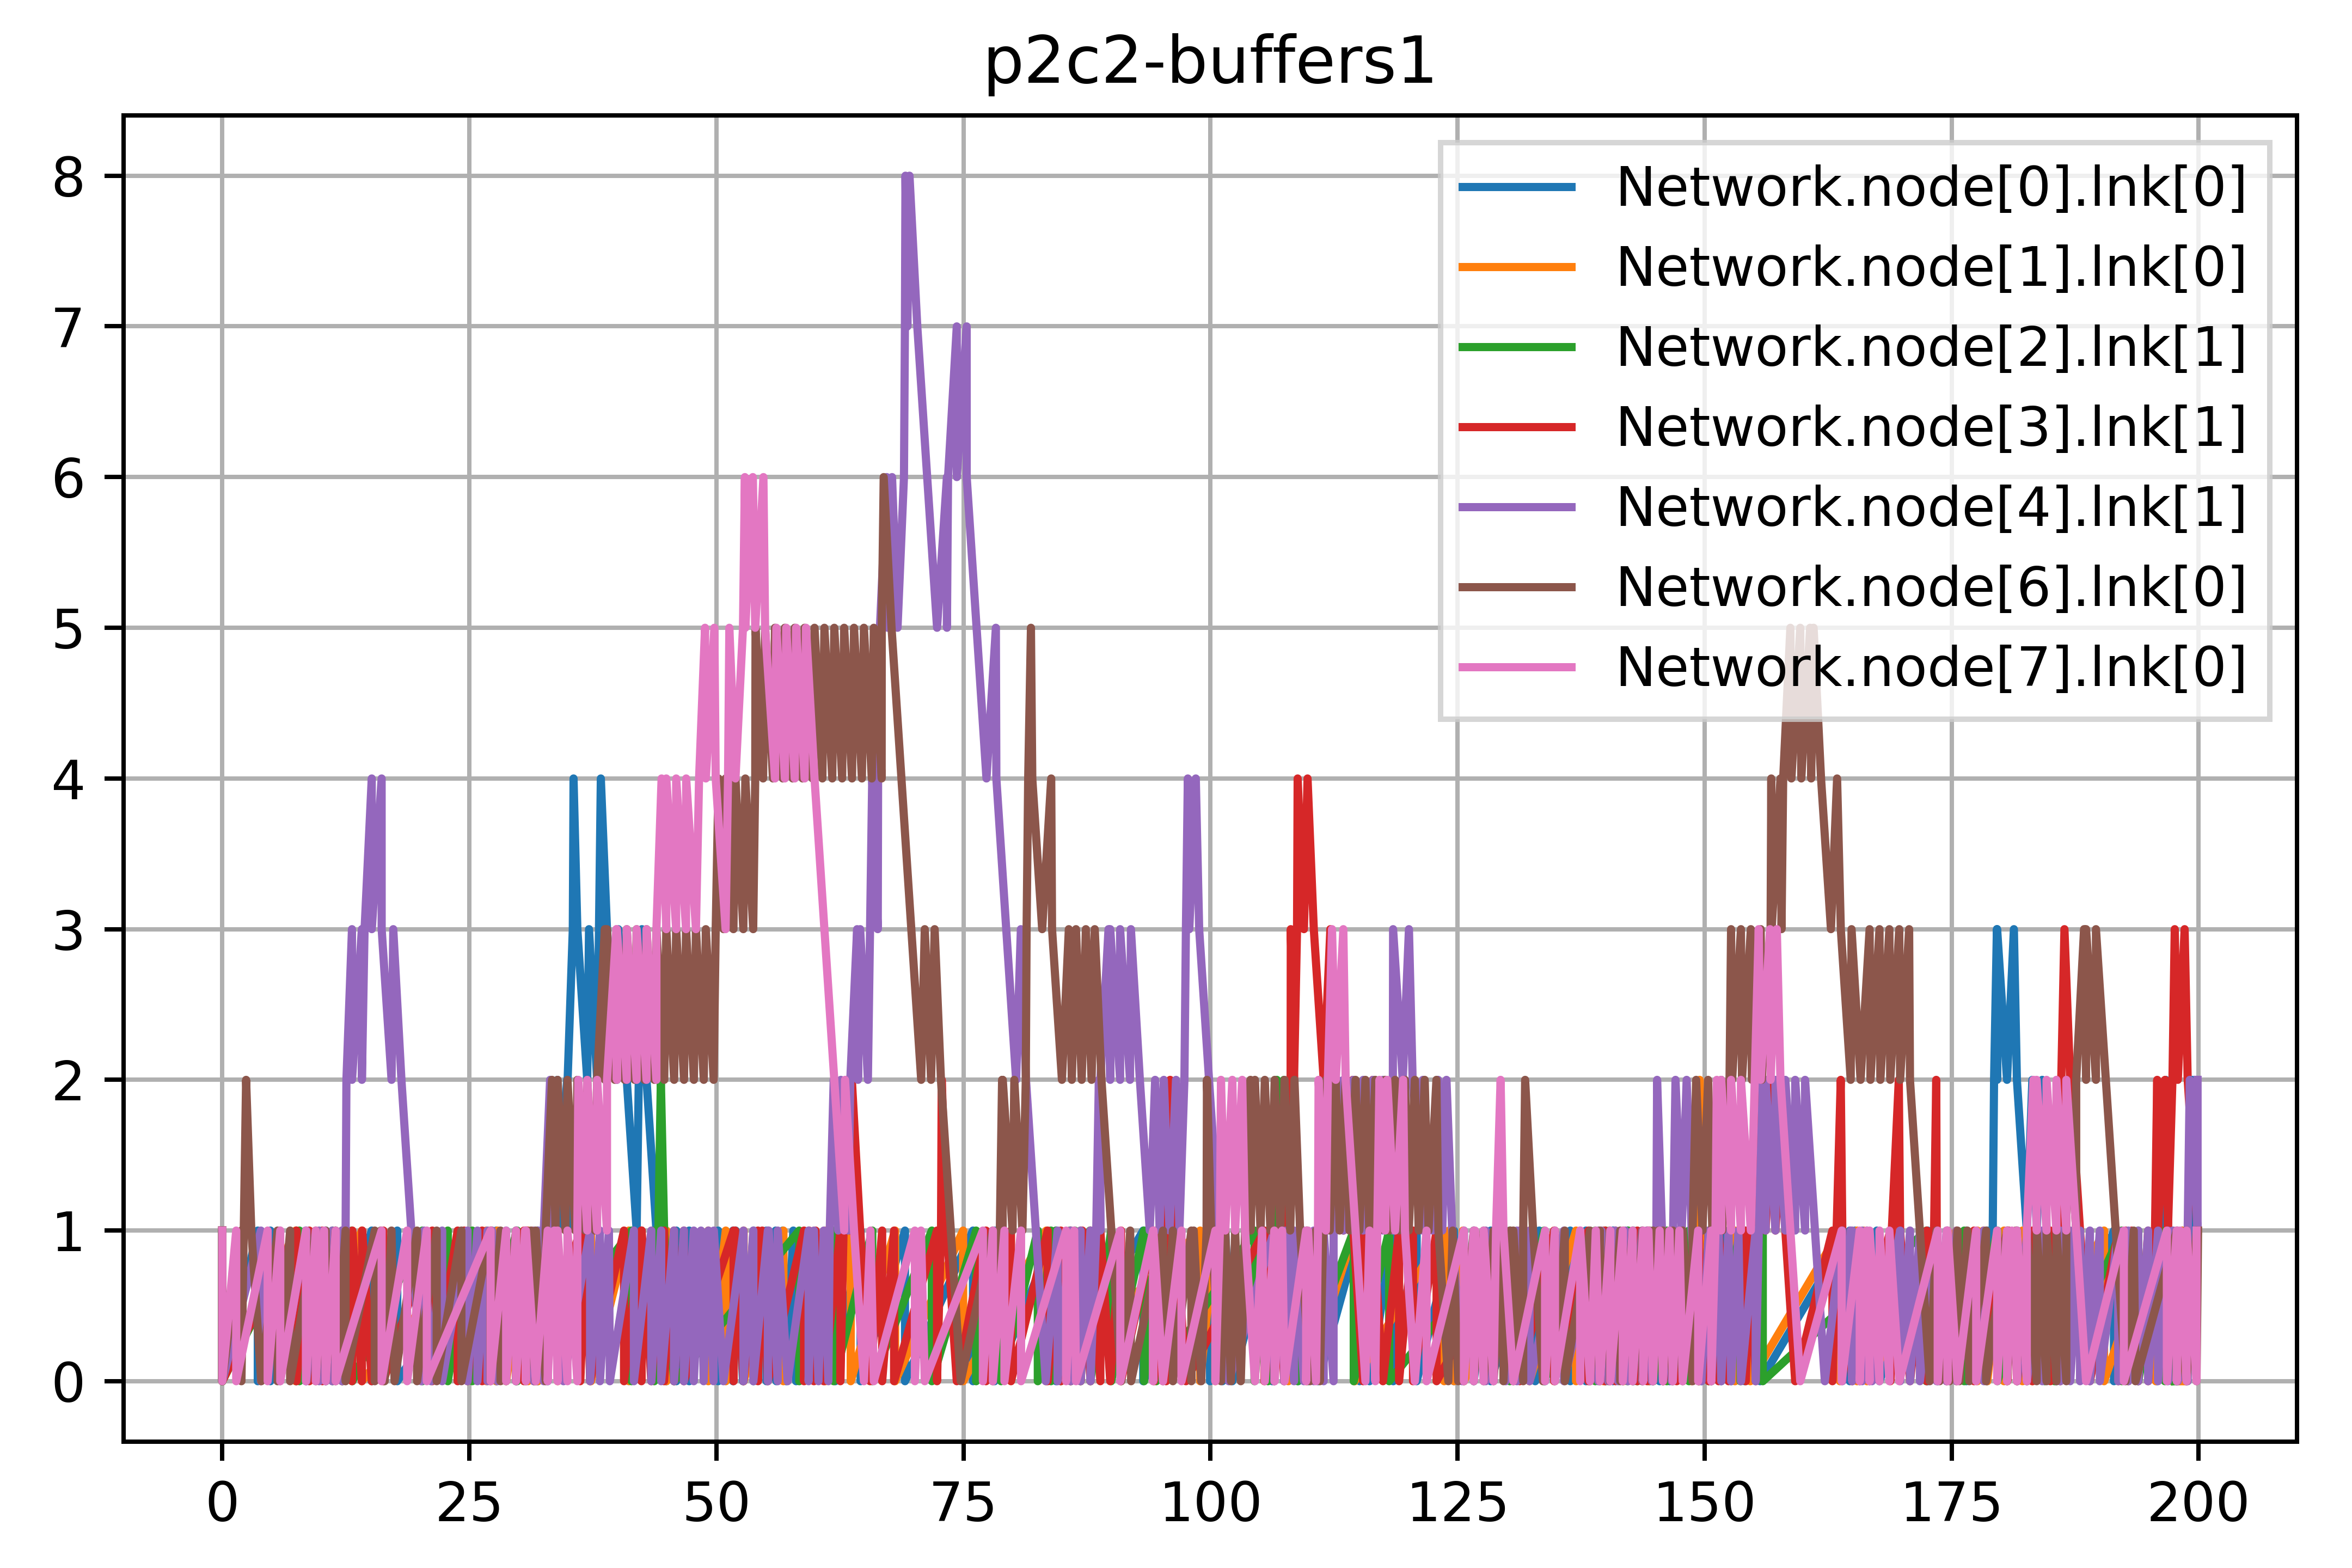 p2c2-buffers1
8
7
6
5
4
3
2
1
0
Network.node[0].lnk[0]
Network.node[1].lnk[0]
Network.node[2].lnk[1]
Network.node[3].lnk[1]
Network.node[4].lnk[1]
Network.node[6].lnk[0]
Network.node[7].lnk[0]
0 25 50 75 100 125 150 175 200